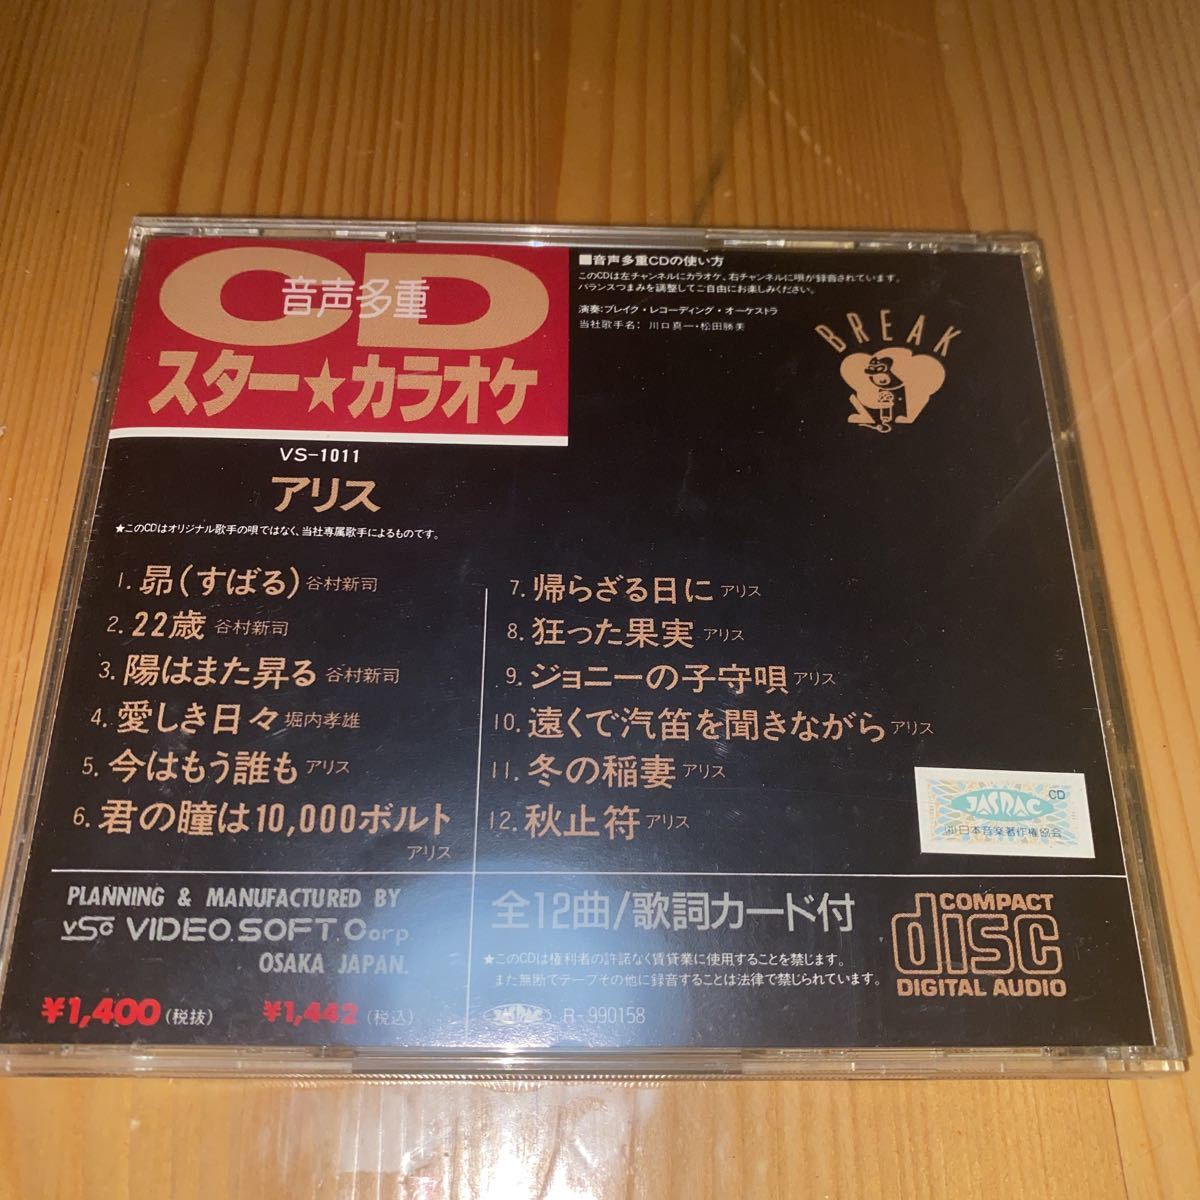 CD
音声多重
スター★カラオケ
VS-1011
アリス
★このCDはオリジナル歌手の唄ではなく、当社専属歌手によるものです。
■音声多重CDの使い方
このCDは左チャンネルにカラオケ、右チャンネルに唄が録音されています。
バランスつまみを調整してご自由にお楽しみください。
演奏:ブレイク・レコーディング・オーケストラ
当社歌手名: 川口真一・松田勝美
BREAK
1. 昴(すばる) 谷村新司
2. 22歳 谷村新司
3. 陽はまた昇る 谷村新司
4. 愛しき日々 堀内孝雄
5. 今はもう誰も アリス
6. 君の瞳は10,000ボルト
アリス
7. 帰らざる日に アリス
8. 狂った果実 アリス
9. ジョニーの子守唄 アリス
10. 遠くで汽笛を聞きながら アリス
11. 冬の稲妻 アリス
12. 秋止符 アリス
JASRAC CD
(社)日本音楽著作権協会
PLANNING & MANUFACTURED BY
VSC VIDEO.SOFT.Corp.
OSAKA JAPAN.
¥1,400(税抜) ¥1,442(税込)
全12曲/歌詞カード付
★このCDは権利者の許諾なく賃貸業に使用することを禁じます。
また無断でテープその他に録音することは法律で禁じられています。
JASRAC R-990158
COMPACT
disc
DIGITAL AUDIO